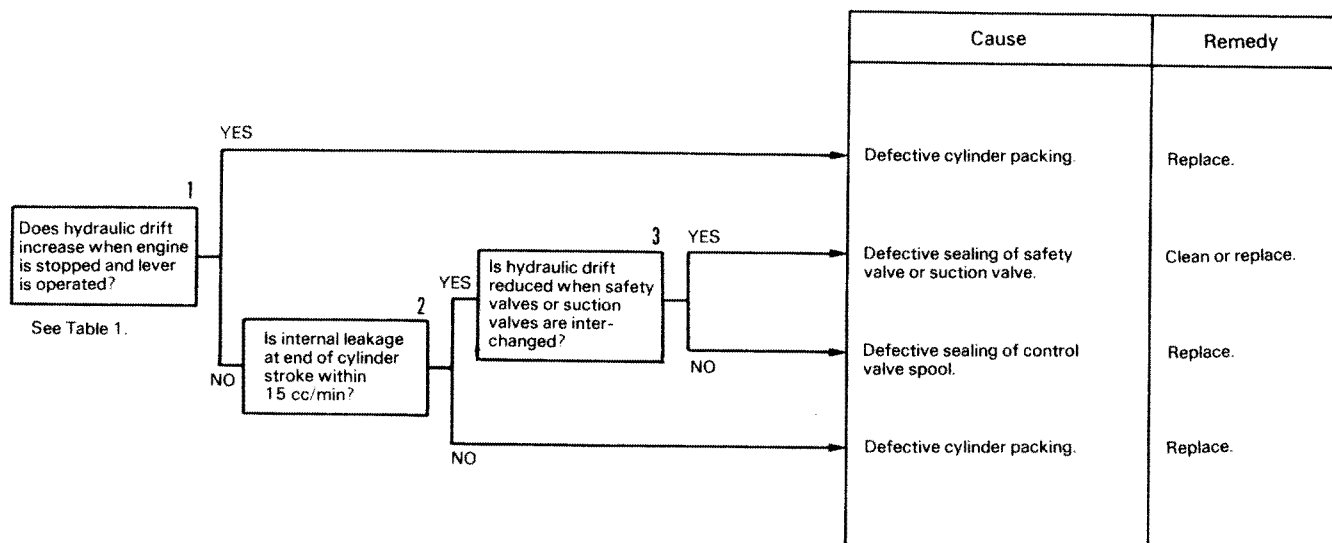 Cause
Remedy
YES
Defective cylinder packing.
Replace.
1
Does hydraulic drift
increase when engine
is stopped and lever
is operated?
See Table 1.
3
YES
Is hydraulic drift
reduced when safety
valves or suction
valves are inter-
changed?
Defective sealing of safety
valve or suction valve.
Clean or replace.
YES
2
Is internal leakage
at end of cylinder
stroke within
15 cc/min?
NO
NO
Defective sealing of control
valve spool.
Replace.
NO
Defective cylinder packing.
Replace.